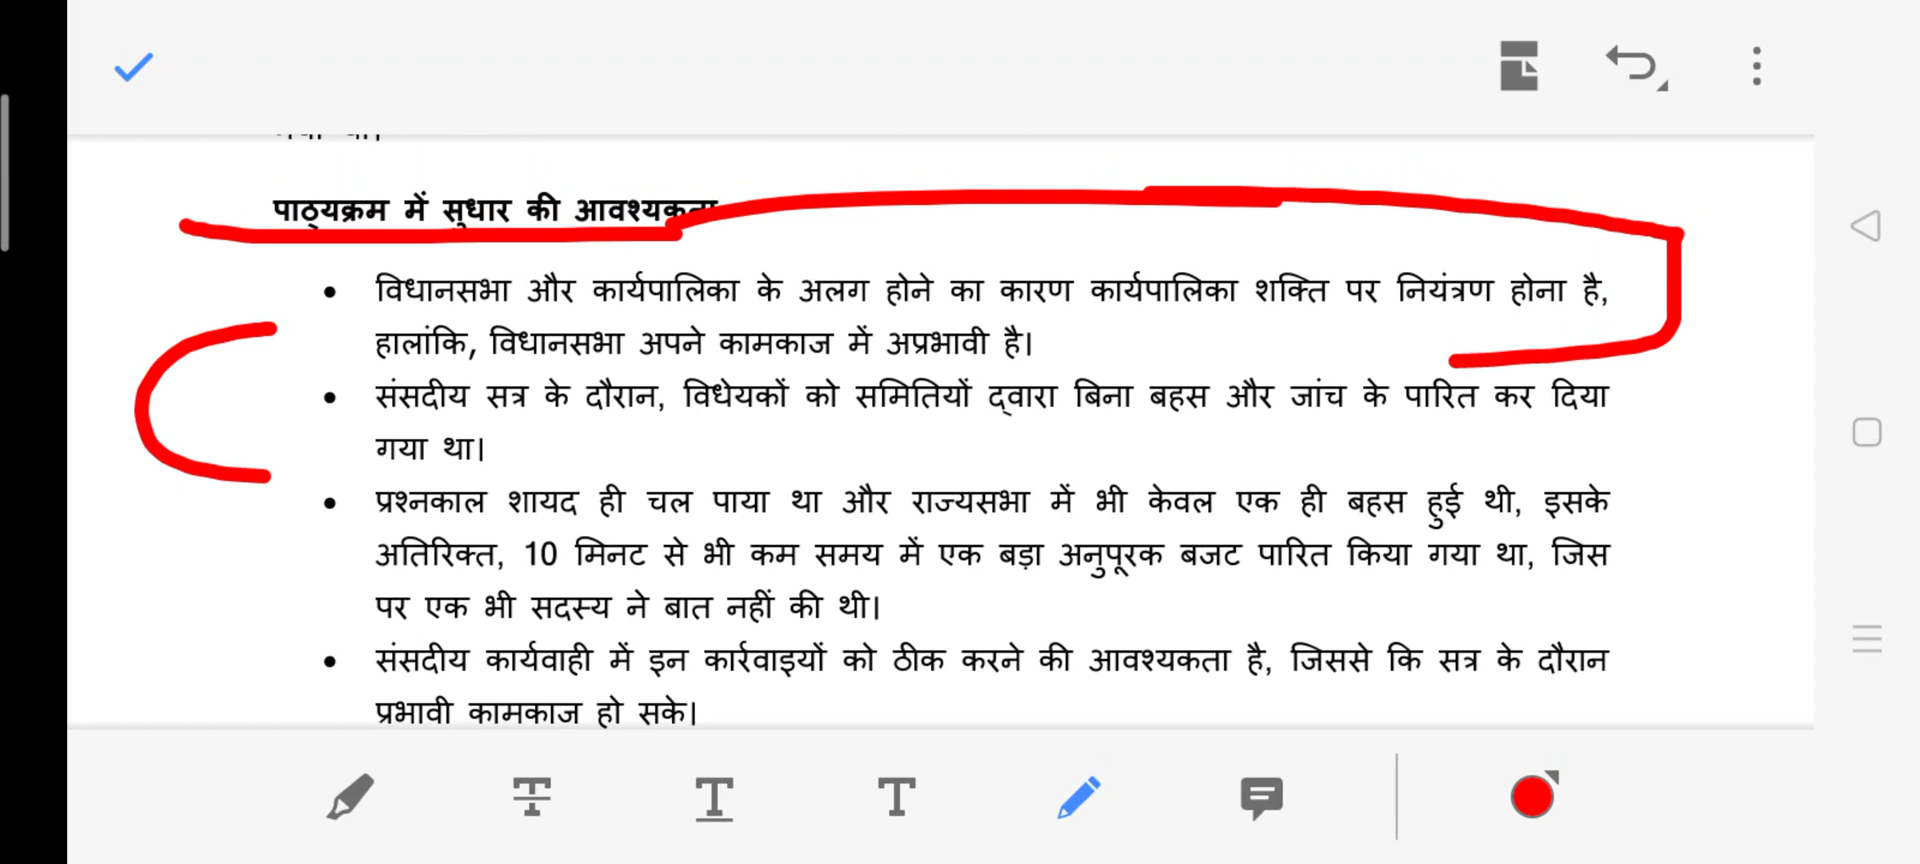 पाठ्यक्रम में सुधार की आवश्यकता
• विधानसभा और कार्यपालिका के अलग होने का कारण कार्यपालिका शक्ति पर नियंत्रण होना है,
हालांकि, विधानसभा अपने कामकाज में अप्रभावी है।
• संसदीय सत्र के दौरान, विधेयकों को समितियों द्वारा बिना बहस और जांच के पारित कर दिया
गया था।
• प्रश्नकाल शायद ही चल पाया था और राज्यसभा में भी केवल एक ही बहस हुई थी, इसके
अतिरिक्त, 10 मिनट से भी कम समय में एक बड़ा अनुपूरक बजट पारित किया गया था, जिस
पर एक भी सदस्य ने बात नहीं की थी।
• संसदीय कार्यवाही में इन कार्रवाइयों को ठीक करने की आवश्यकता है, जिससे कि सत्र के दौरान
प्रभावी कामकाज हो सके।